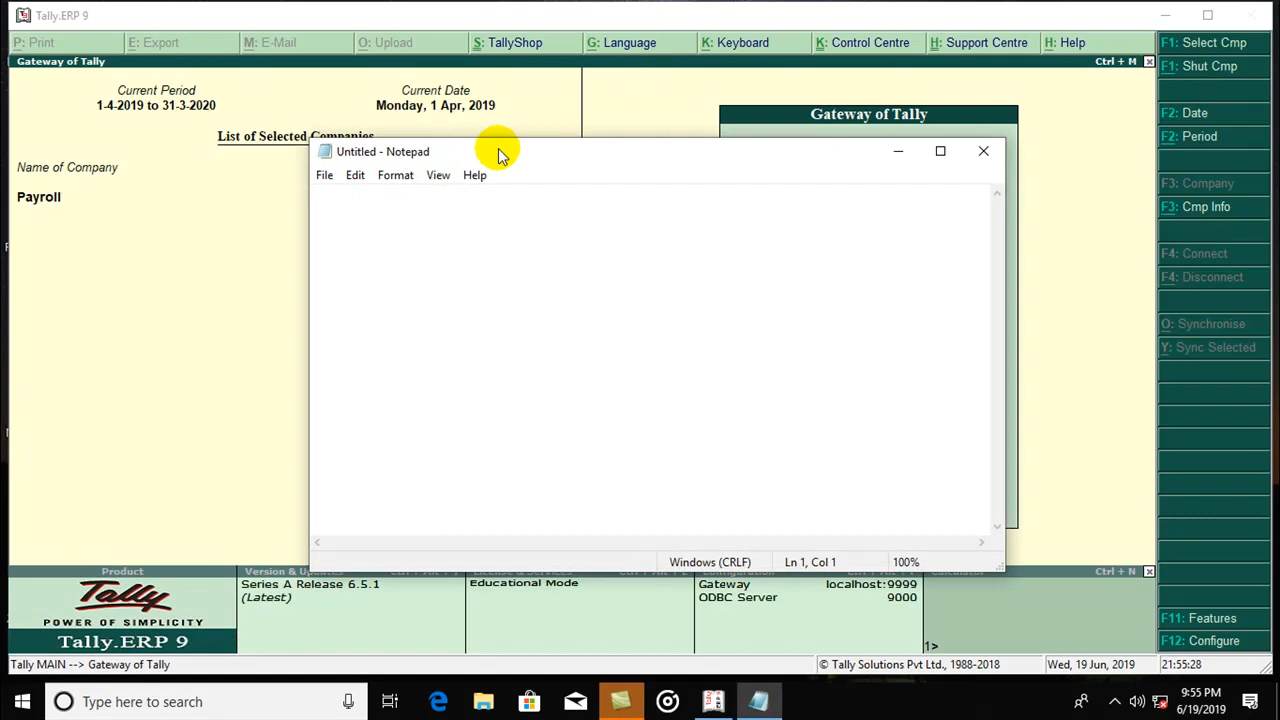 Tally.ERP 9
P: Print
E: Export
M: E-Mail
O: Upload
S: TallyShop
G: Language
K: Keyboard
K: Control Centre
H: Support Centre
H: Help
Gateway of Tally
Ctrl + M
Current Period
1-4-2019 to 31-3-2020
Current Date
Monday, 1 Apr, 2019
List of Selected Companies
Name of Company
Payroll
Gateway of Tally
Untitled - Notepad
File Edit Format View Help
Windows (CRLF)
Ln 1, Col 1
100%
F1: Select Cmp
F1: Shut Cmp
F2: Date
F2: Period
F3: Company
F3: Cmp Info
F4: Connect
F4: Disconnect
O: Synchronise
Y: Sync Selected
F11: Features
F12: Configure
Product
Tally
POWER OF SIMPLICITY
Tally.ERP 9
Series A Release 6.5.1
(Latest)
Educational Mode
Gateway localhost:9999
ODBC Server 9000
Ctrl + N
1>
Tally MAIN --> Gateway of Tally
© Tally Solutions Pvt Ltd., 1988-2018
Wed, 19 Jun, 2019
21:55:28
Type here to search
9:55 PM
6/19/2019